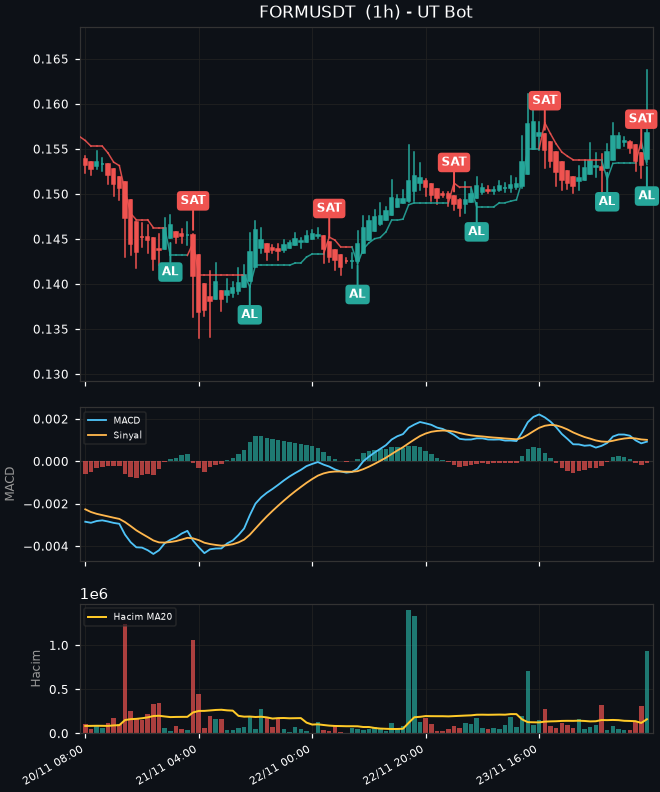 FORMUSDT  (1h) - UT Bot
0.165
0.160
0.155
0.150
0.145
0.140
0.135
0.130
SAT
SAT
SAT
SAT
SAT
AL
AL
AL
AL
AL
AL
MACD
0.002
0.000
−0.002
−0.004
MACD
Sinyal
1e6
Hacim
1.0
0.5
0.0
Hacim MA20
20/11 08:00
21/11 04:00
22/11 00:00
22/11 20:00
23/11 16:00